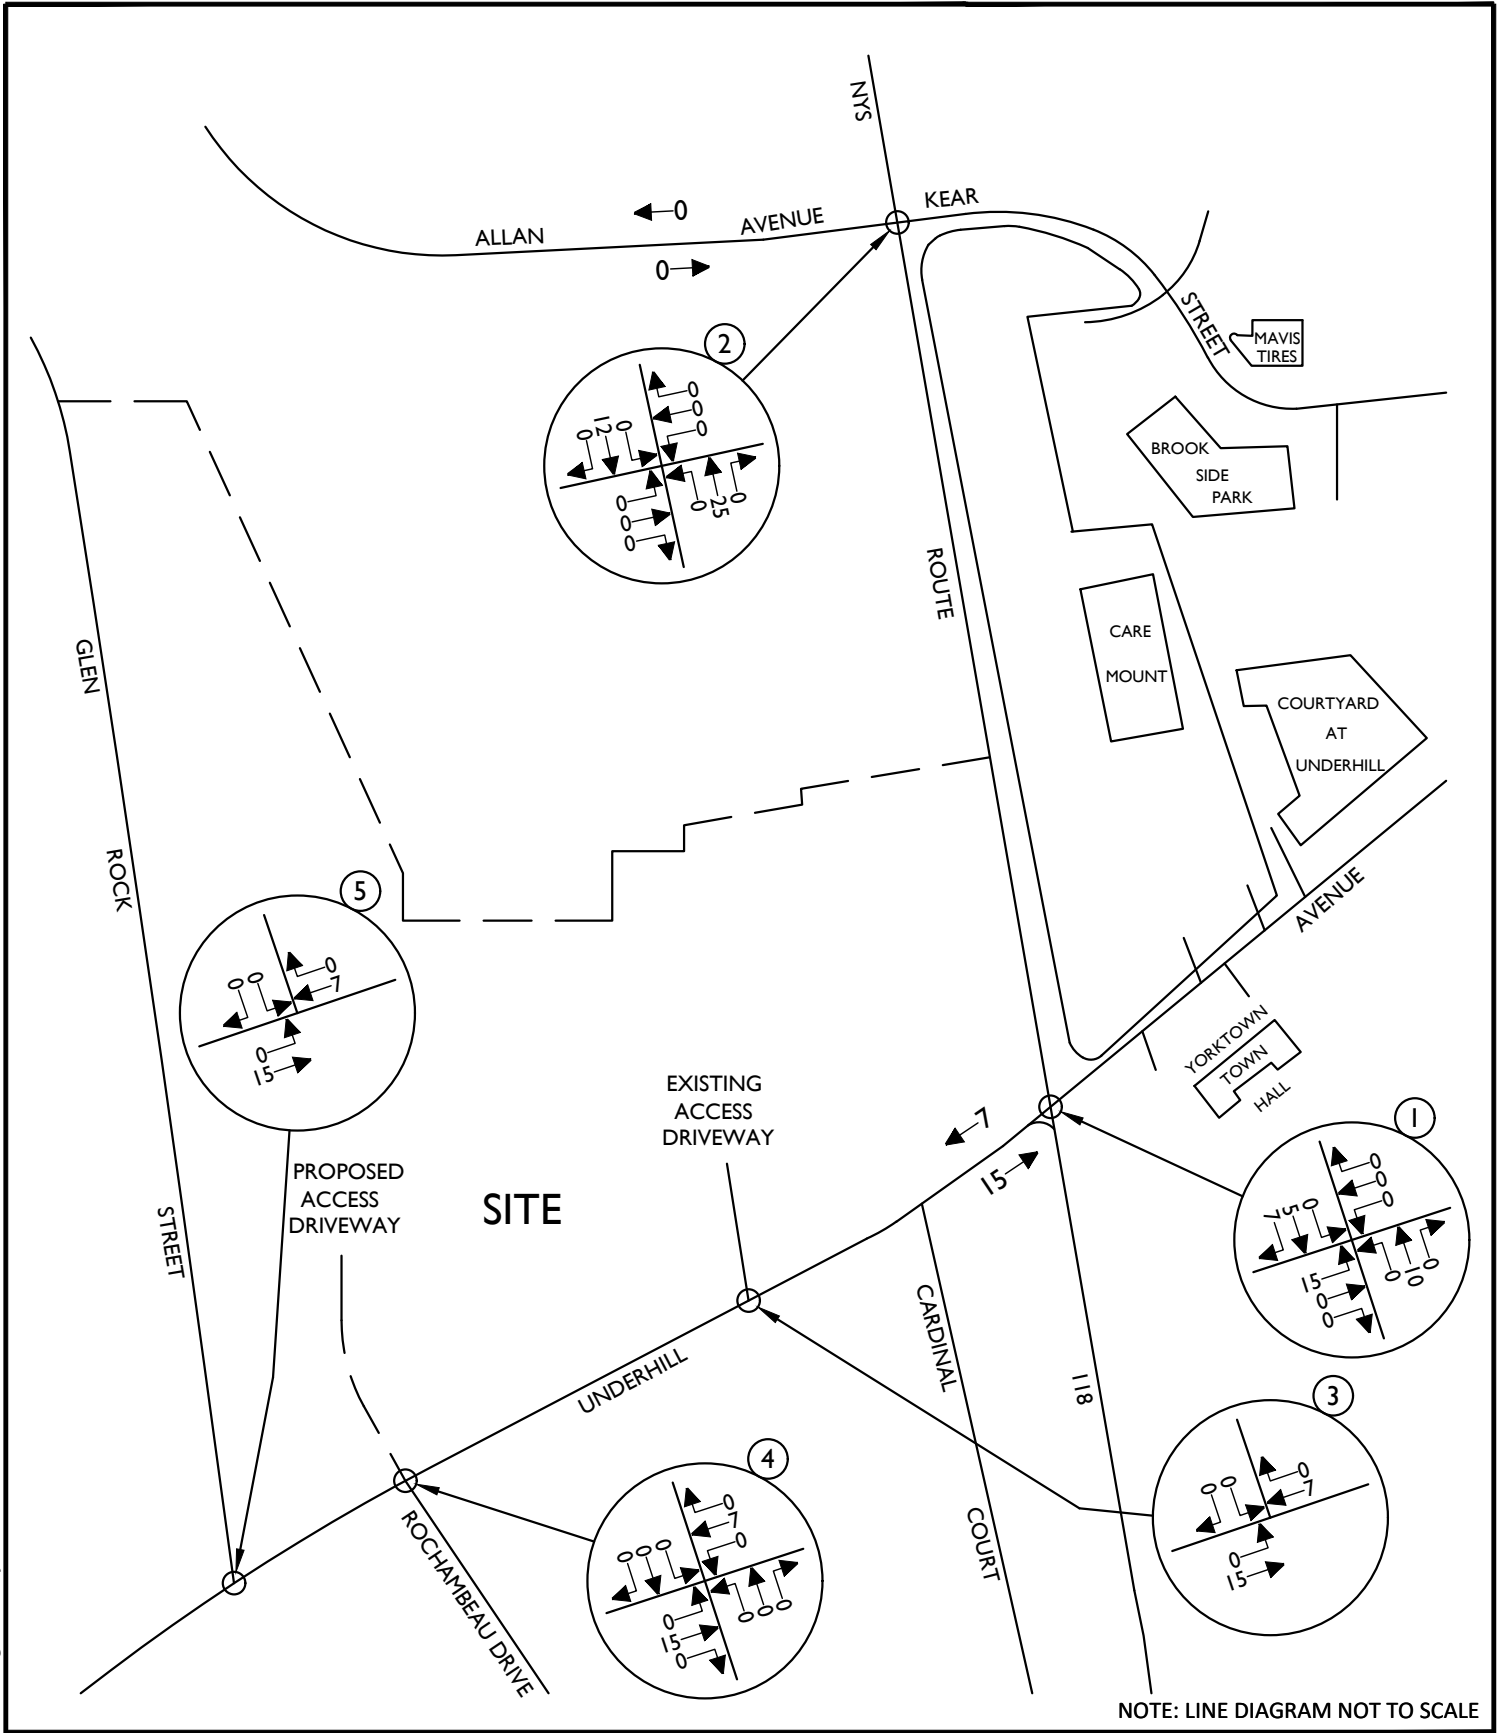 NYS
KEAR
ALLAN
AVENUE
0
0
STREET
MAVIS
TIRES
2
0
0
0
0
12
0
0
0
0
0
25
0
BROOK
SIDE
PARK
ROUTE
CARE
MOUNT
COURTYARD
AT
UNDERHILL
AVENUE
GLEN
ROCK
STREET
5
0
0
0
7
0
15
YORKTOWN
TOWN
HALL
EXISTING
ACCESS
DRIVEWAY
7
15
1
0
0
0
7
5
0
15
0
0
0
10
0
PROPOSED
ACCESS
DRIVEWAY
SITE
CARDINAL
COURT
118
UNDERHILL
3
0
0
0
7
0
15
4
0
7
0
0
0
0
0
15
0
0
0
0
ROCHAMBEAU DRIVE
NOTE: LINE DIAGRAM NOT TO SCALE